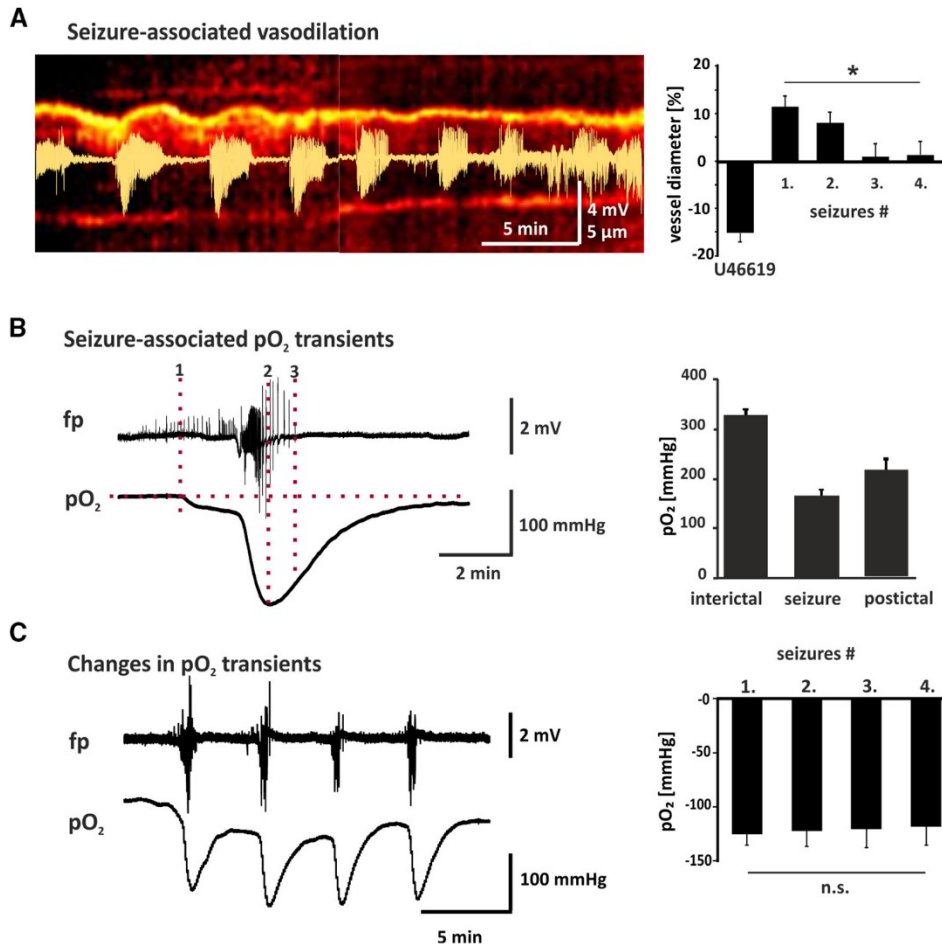 A
Seizure-associated vasodilation
5 min
4 mV
5 µm
vessel diameter [%]
20
10
0
-10
-20
*
1.
2.
3.
4.
seizures #
U46619
B
Seizure-associated pO₂ transients
1
2
3
fp
2 mV
pO₂
100 mmHg
2 min
pO₂ [mmHg]
400
300
200
100
0
interictal
seizure
postictal
C
Changes in pO₂ transients
fp
2 mV
pO₂
100 mmHg
5 min
seizures #
1.
2.
3.
4.
pO₂ [mmHg]
-0
-50
-100
-150
n.s.